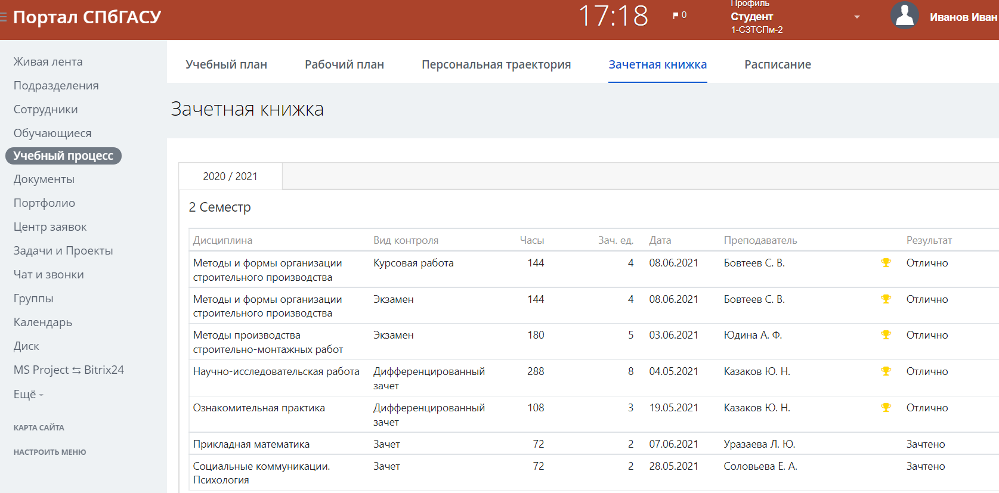 Портал СПбГАСУ
17:18
0
Профиль
Студент
1-СЗТСПм-2
Иванов Иван
Живая лента
Подразделения
Сотрудники
Обучающиеся
Учебный процесс
Документы
Портфолио
Центр заявок
Задачи и Проекты
Чат и звонки
Группы
Календарь
Диск
MS Project ⇆ Bitrix24
Ещё
КАРТА САЙТА
НАСТРОИТЬ МЕНЮ
Учебный план Рабочий план Персональная траектория Зачетная книжка Расписание
Зачетная книжка
2020 / 2021
2 Семестр
Дисциплина Вид контроля Часы Зач. ед. Дата Преподаватель Результат
Методы и формы организации Курсовая работа 144 4 08.06.2021 Бовтеев С. В. Отлично
строительного производства
Методы и формы организации Экзамен 144 4 08.06.2021 Бовтеев С. В. Отлично
строительного производства
Методы производства Экзамен 180 5 03.06.2021 Юдина А. Ф. Отлично
строительно-монтажных работ
Научно-исследовательская работа Дифференцированный 288 8 04.05.2021 Казаков Ю. Н. Отлично
зачет
Ознакомительная практика Дифференцированный 108 3 19.05.2021 Казаков Ю. Н. Отлично
зачет
Прикладная математика Зачет 72 2 07.06.2021 Уразаева Л. Ю. Зачтено
Социальные коммуникации. Зачет 72 2 28.05.2021 Соловьева Е. А. Зачтено
Психология